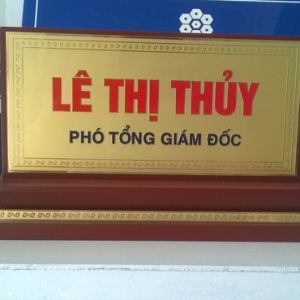 LÊ THỊ THỦY
PHÓ TỔNG GIÁM ĐỐC